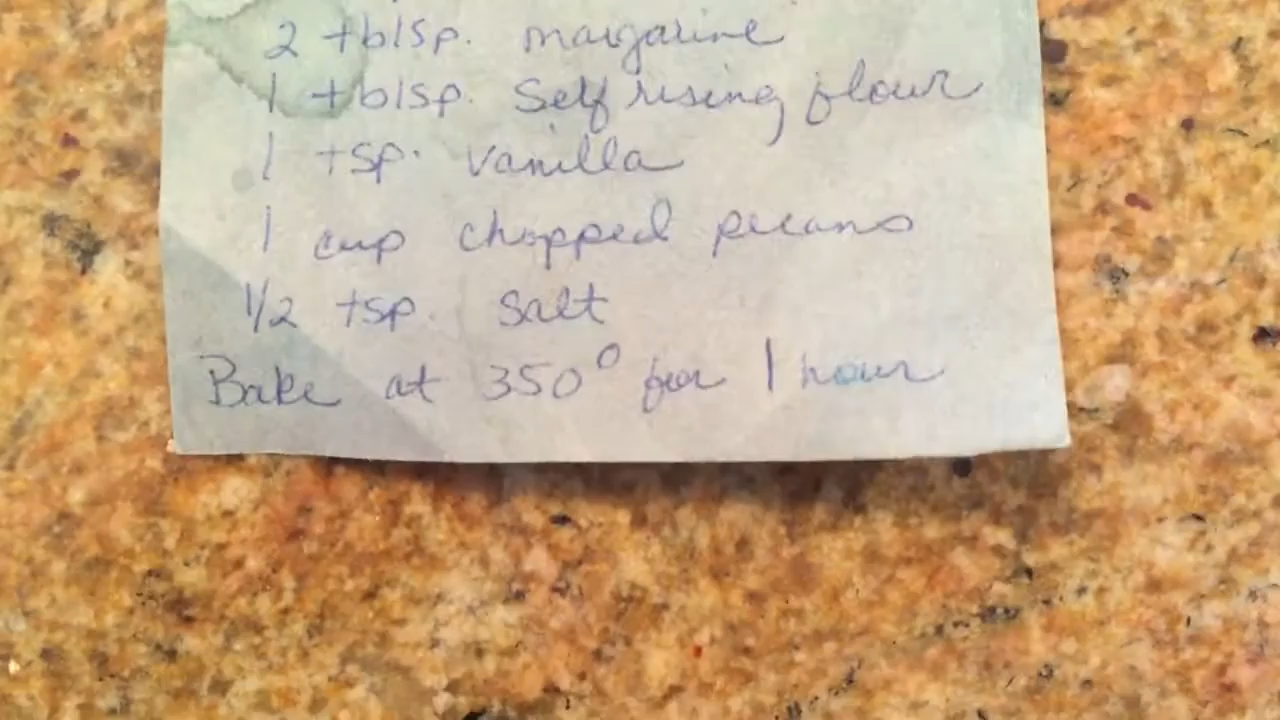 2 tblsp. margarine
1 tblsp. Self rising flour
1 tsp. vanilla
1 cup chopped pecans
1/2 tsp. salt
Bake at 350° for 1 hour